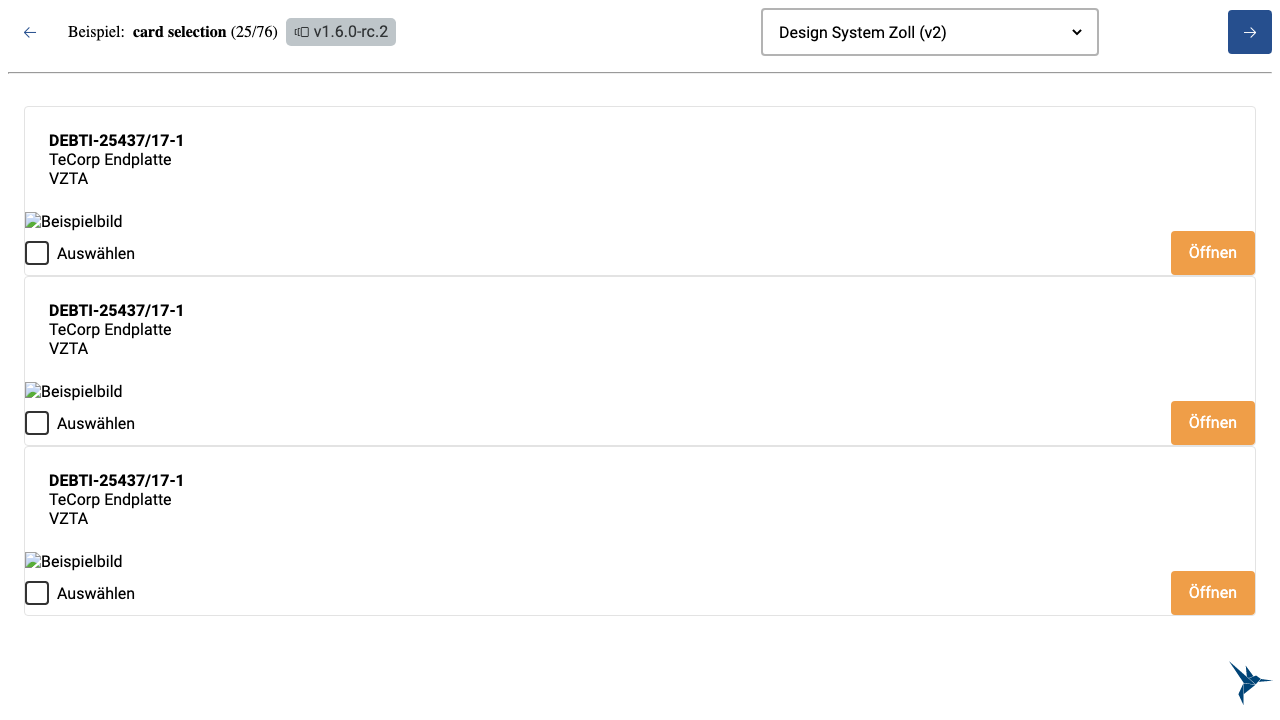 Beispiel: card selection (25/76) v1.6.0-rc.2 Design System Zoll (v2)
DEBTI-25437/17-1
TeCorp Endplatte
VZTA
Beispielbild
Auswählen Öffnen
DEBTI-25437/17-1
TeCorp Endplatte
VZTA
Beispielbild
Auswählen Öffnen
DEBTI-25437/17-1
TeCorp Endplatte
VZTA
Beispielbild
Auswählen Öffnen